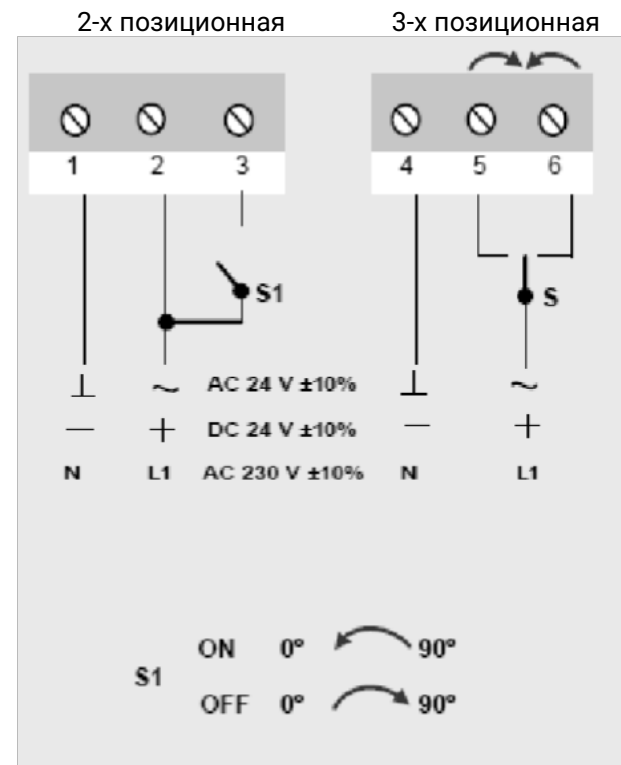 2-х позиционная 3-х позиционная
1 2 3 4 5 6
S1 S
⊥ ~ AC 24 V ±10% ⊥ ~
— + DC 24 V ±10% — +
N L1 AC 230 V ±10% N L1
ON 0° 90°
S1
OFF 0° 90°